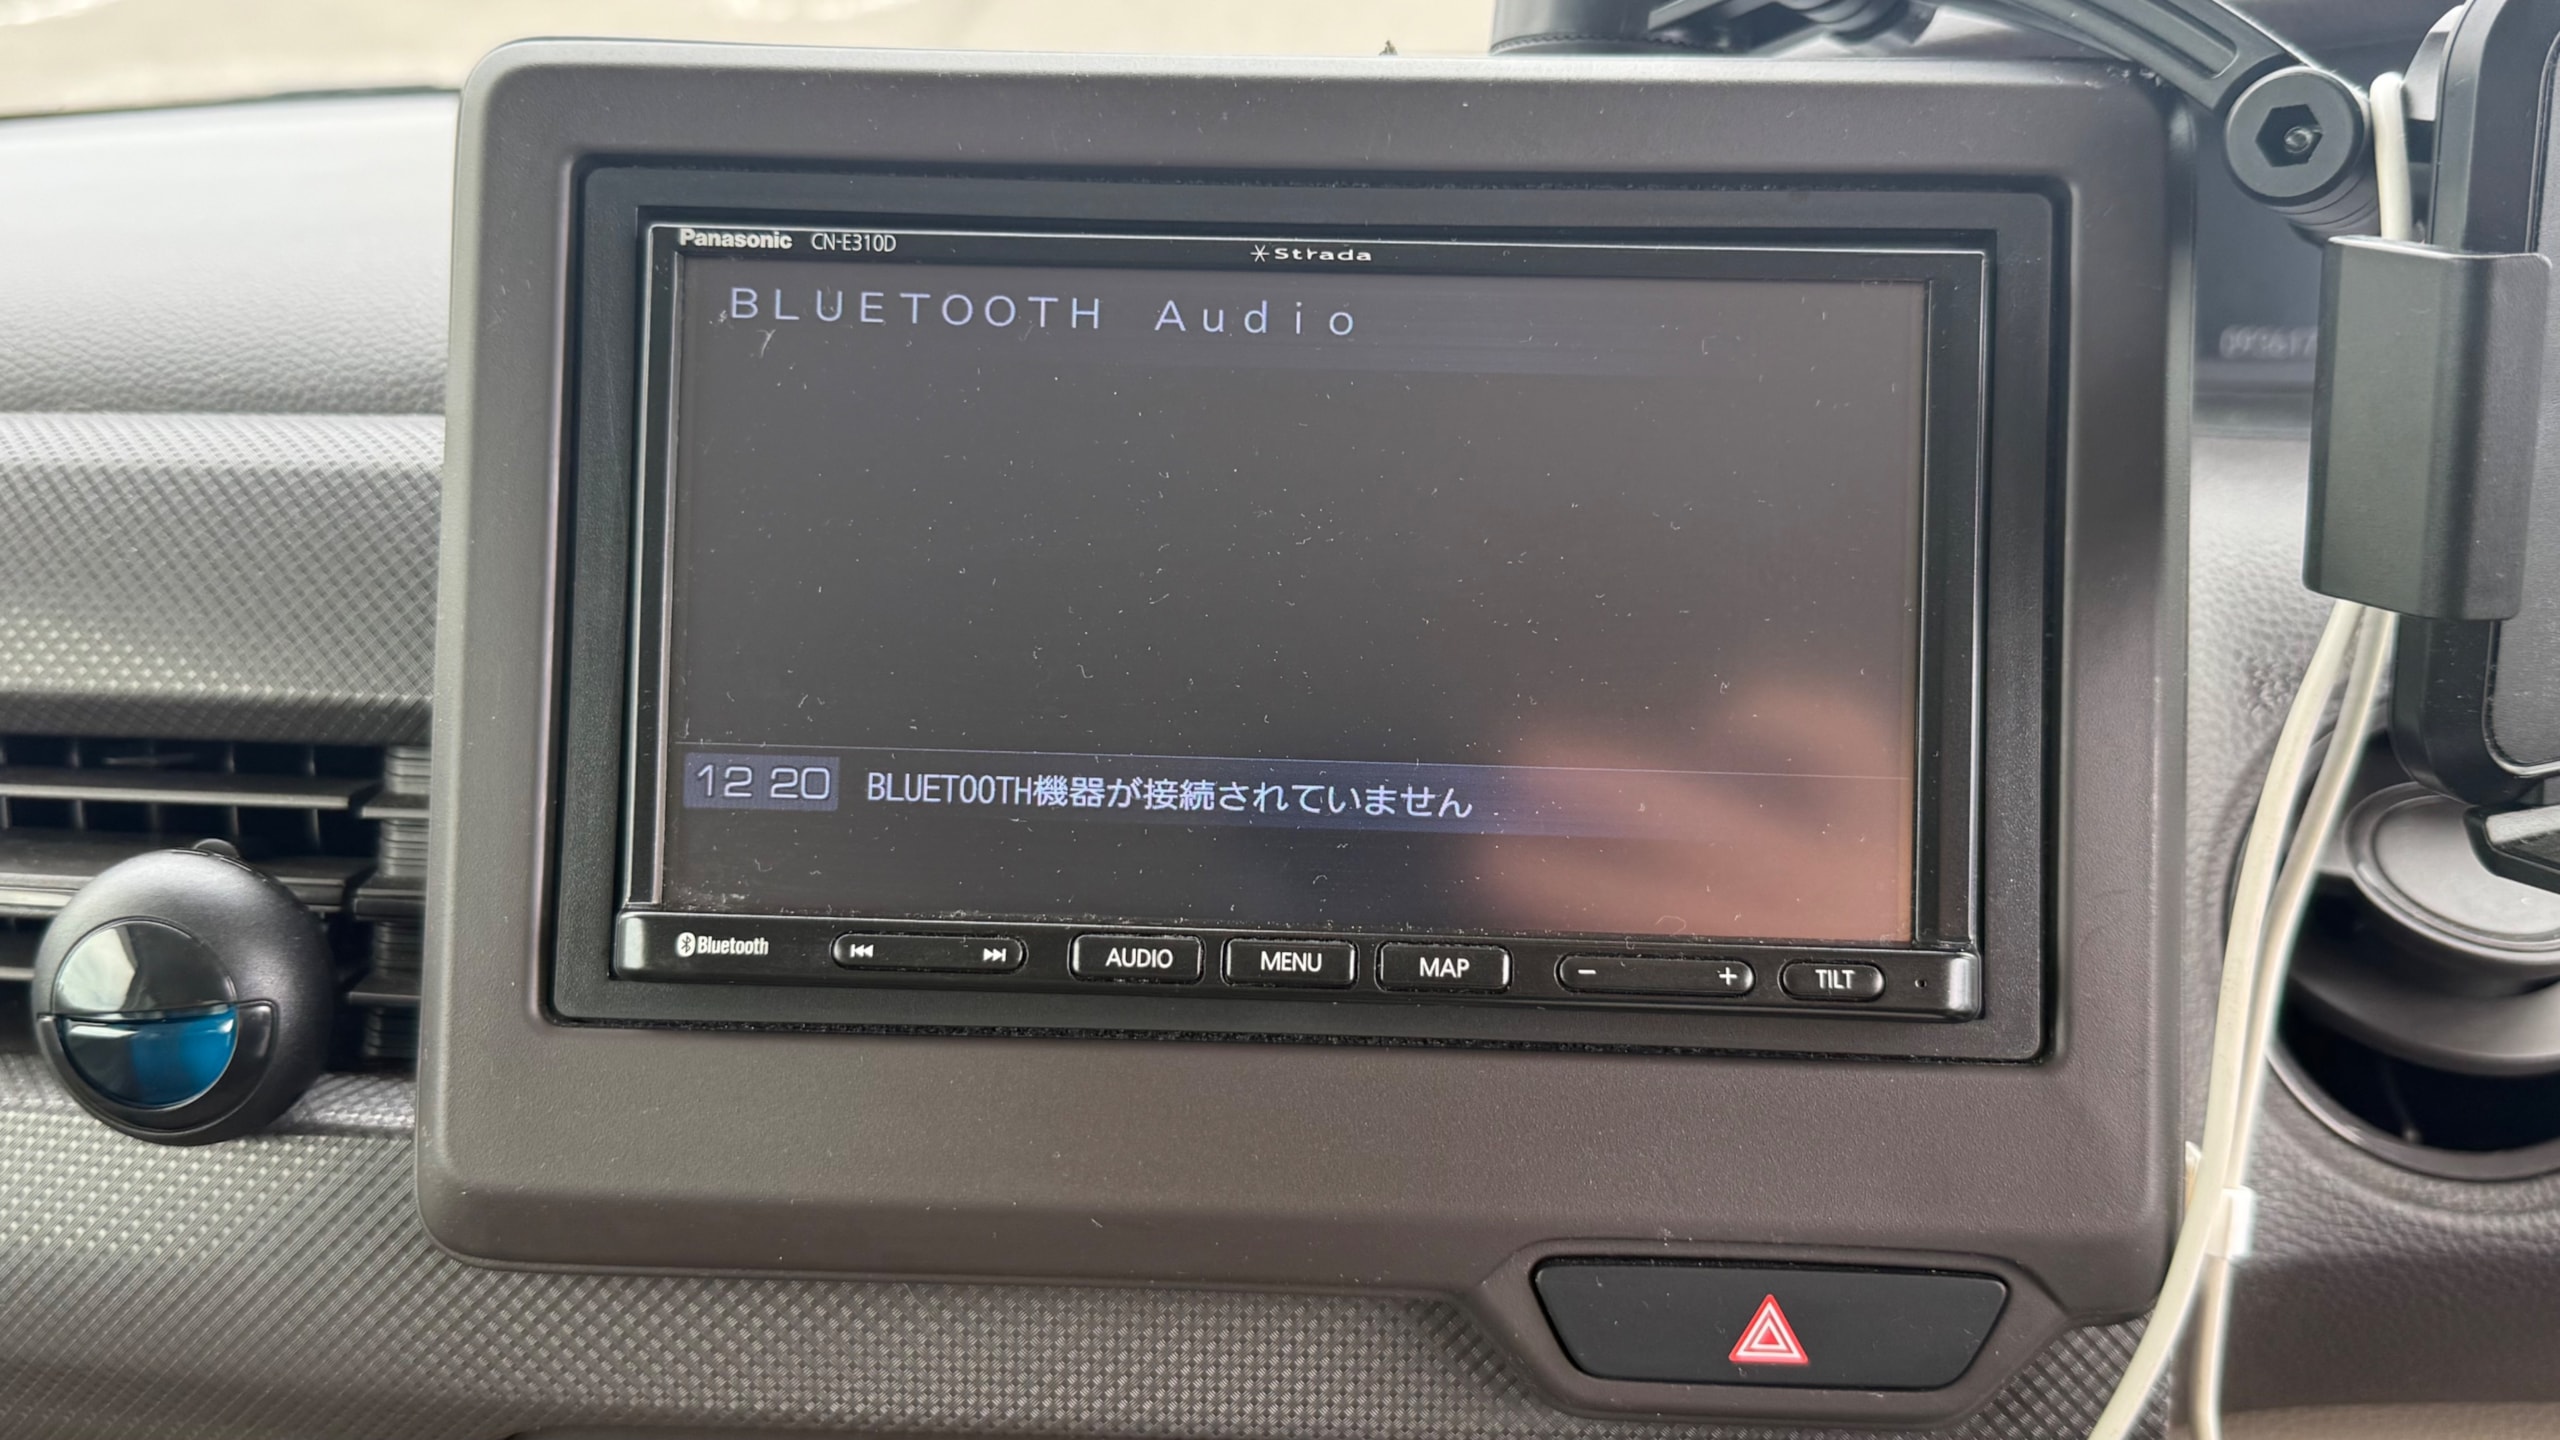 Panasonic CN-E310D
Strada
BLUETOOTH Audio
12 20 BLUETOOTH機器が接続されていません
Bluetooth AUDIO MENU MAP - + TILT